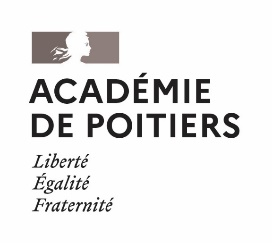 ACADÉMIE
DE POITIERS
Liberté
Égalité
Fraternité